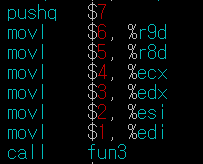 pushq $7
movl $6, %r9d
movl $5, %r8d
movl $4, %ecx
movl $3, %edx
movl $2, %esi
movl $1, %edi
call fun3